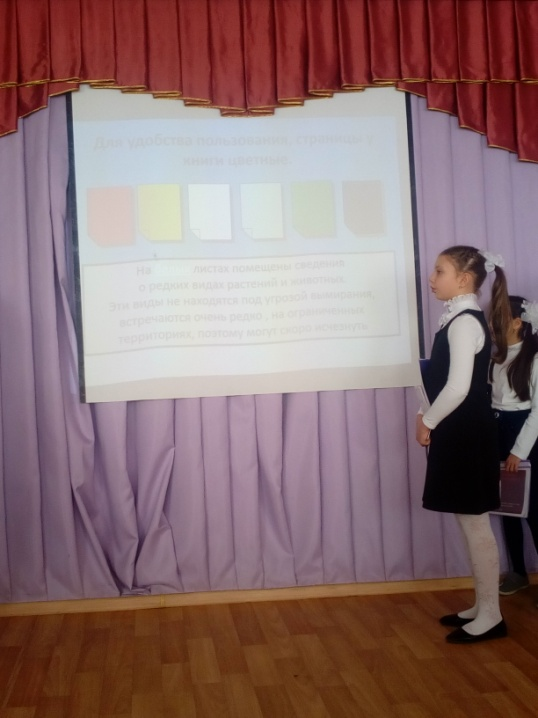 Для удобства пользования, страницы у
книги цветные.
На листах помещены сведения
о редких видах растений и животных.
Эти виды не находятся под угрозой вымирания,
встречаются очень редко , на ограниченных
территориях, поэтому могут скоро исчезнуть